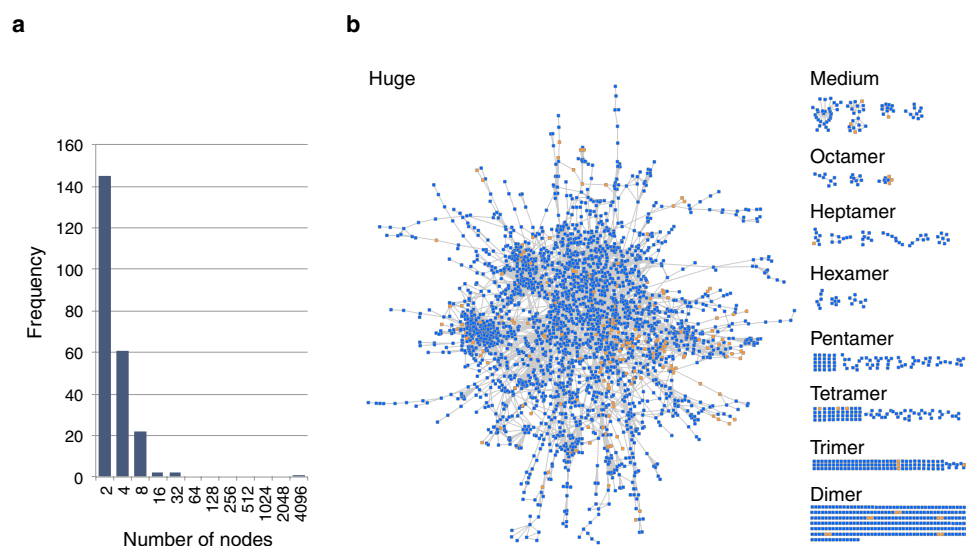 a
b
Huge
160
140
120
100
80
60
40
20
0
Frequency
2
4
8
16
32
64
128
256
512
1024
2048
4096
Number of nodes
Medium
Octamer
Heptamer
Hexamer
Pentamer
Tetramer
Trimer
Dimer